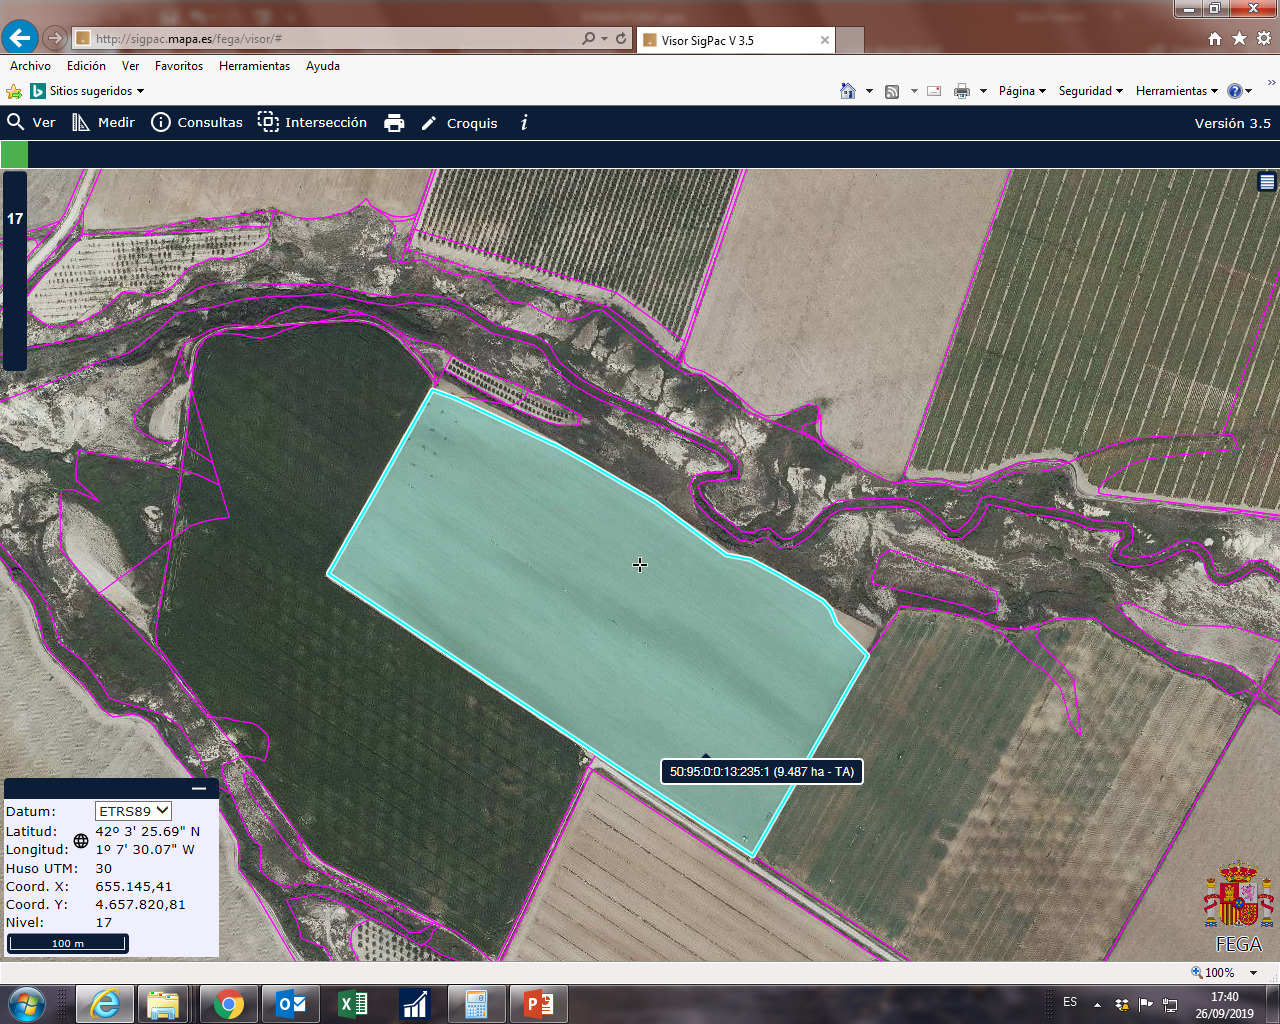 http://sigpac.mapa.es/fega/visor/#
Visor SigPac V 3.5
Archivo Edición Ver Favoritos Herramientas Ayuda
Sitios sugeridos
Página Seguridad Herramientas
Ver Medir Consultas Intersección Croquis i
Versión 3.5
17
50:95:0:0:13:235:1 (9.487 ha - TA)
Datum: ETRS89
Latitud: 42º 3' 25.69" N
Longitud: 1º 7' 30.07" W
Huso UTM: 30
Coord. X: 655.145,41
Coord. Y: 4.657.820,81
Nivel: 17
100 m
FEGA
100%
ES
17:40
26/09/2019